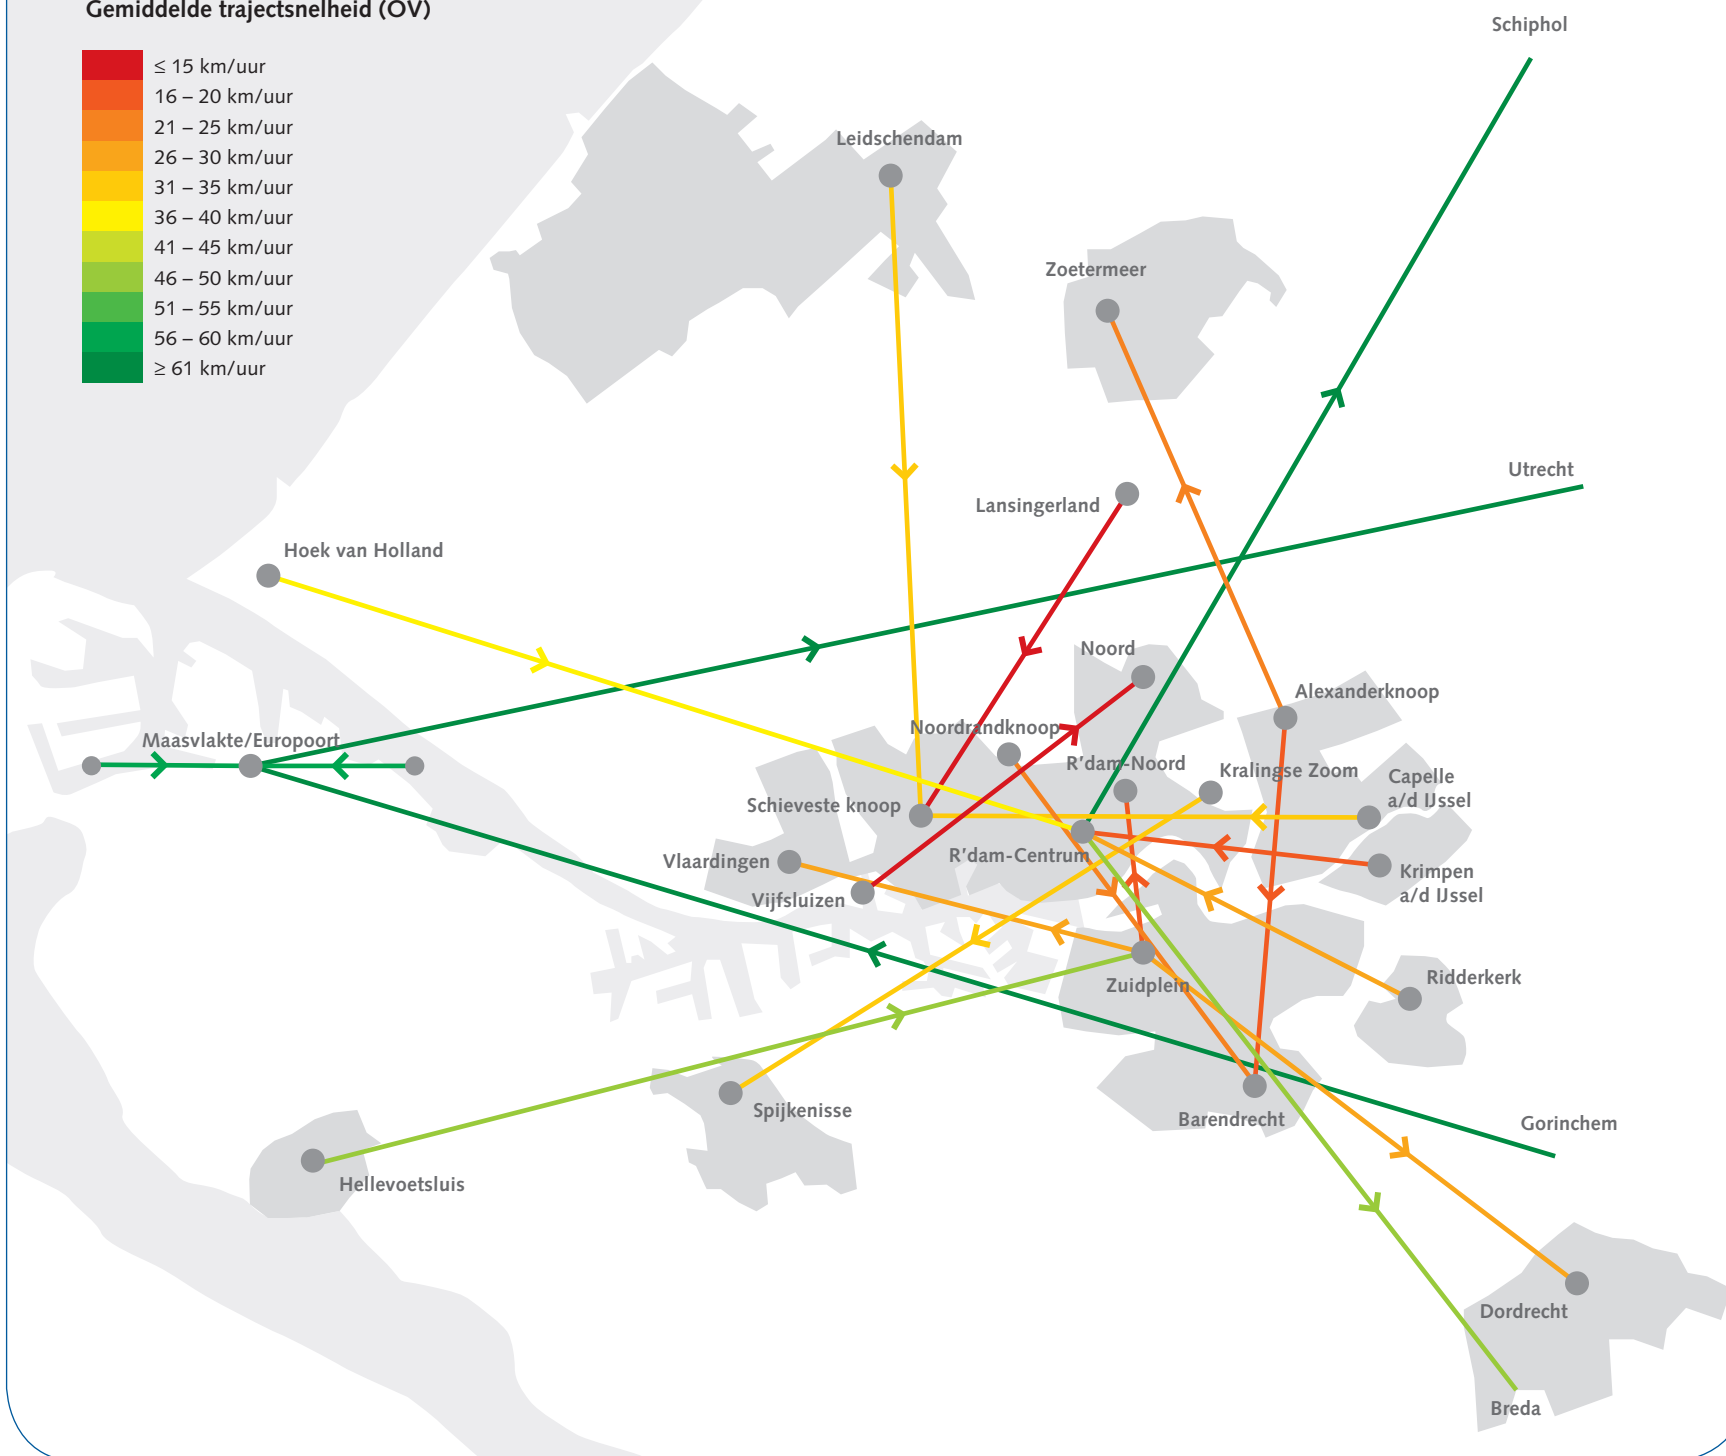 Gemiddelde trajectsnelheid (OV)
≤ 15 km/uur
16 – 20 km/uur
21 – 25 km/uur
26 – 30 km/uur
31 – 35 km/uur
36 – 40 km/uur
41 – 45 km/uur
46 – 50 km/uur
51 – 55 km/uur
56 – 60 km/uur
≥ 61 km/uur
Schiphol
Leidschendam
Zoetermeer
Utrecht
Lansingerland
Hoek van Holland
Noord
Alexanderknoop
Noordrandknoop
Maasvlakte/Europoort
R’dam-Noord
Kralingse Zoom
Capelle
a/d IJssel
Schieveste knoop
R’dam-Centrum
Vlaardingen
Krimpen
a/d IJssel
Vijfsluizen
Ridderkerk
Zuidplein
Spijkenisse
Barendrecht
Gorinchem
Hellevoetsluis
Dordrecht
Breda